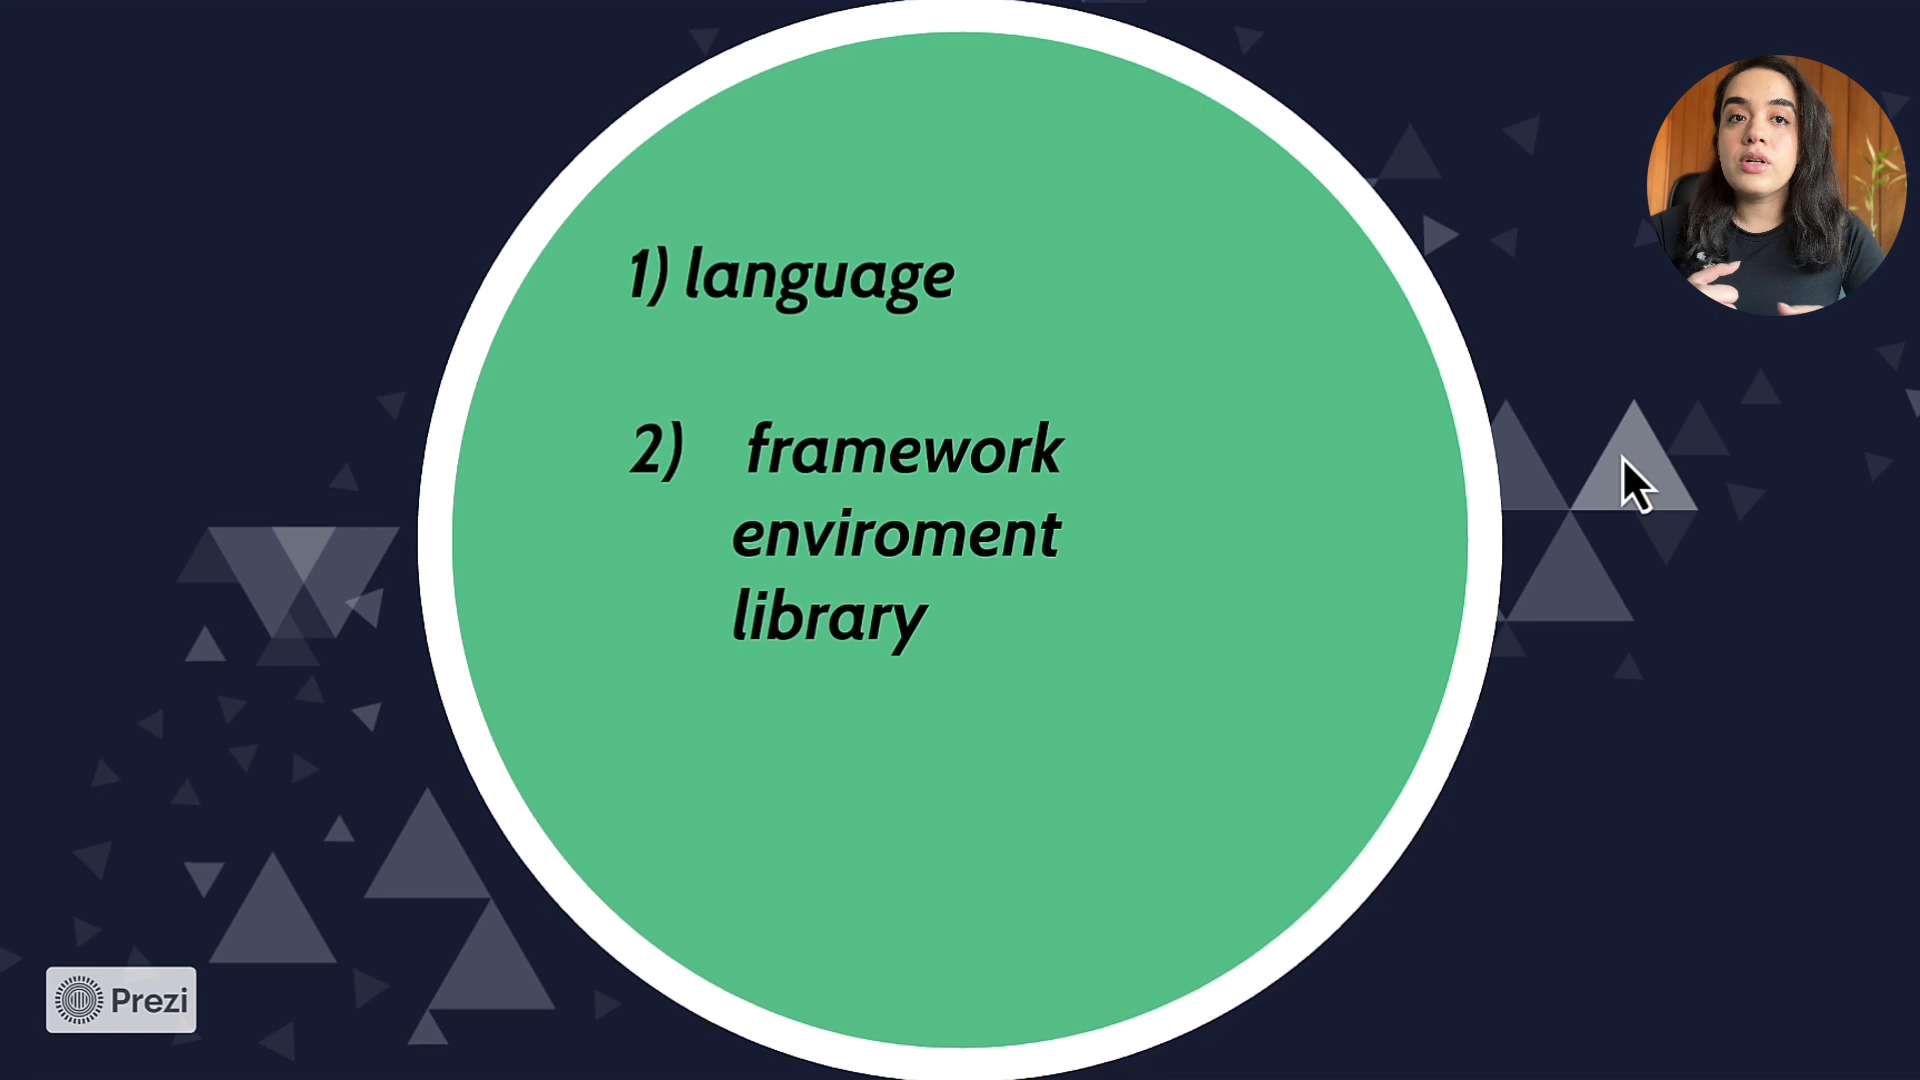 1) language
2) framework
enviroment
library
Prezi